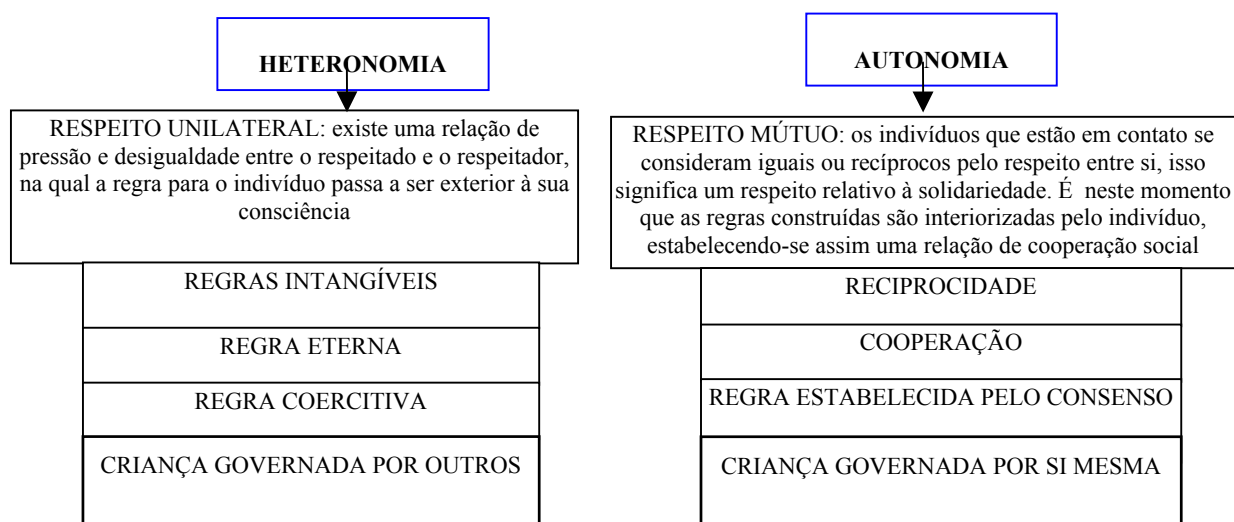 HETERONOMIA
RESPEITO UNILATERAL: existe uma relação de
pressão e desigualdade entre o respeitado e o respeitador,
na qual a regra para o indivíduo passa a ser exterior à sua
consciência
REGRAS INTANGÍVEIS
REGRA ETERNA
REGRA COERCITIVA
CRIANÇA GOVERNADA POR OUTROS
AUTONOMIA
RESPEITO MÚTUO: os indivíduos que estão em contato se
consideram iguais ou recíprocos pelo respeito entre si, isso
significa um respeito relativo à solidariedade. É neste momento
que as regras construídas são interiorizadas pelo indivíduo,
estabelecendo-se assim uma relação de cooperação social
RECIPROCIDADE
COOPERAÇÃO
REGRA ESTABELECIDA PELO CONSENSO
CRIANÇA GOVERNADA POR SI MESMA